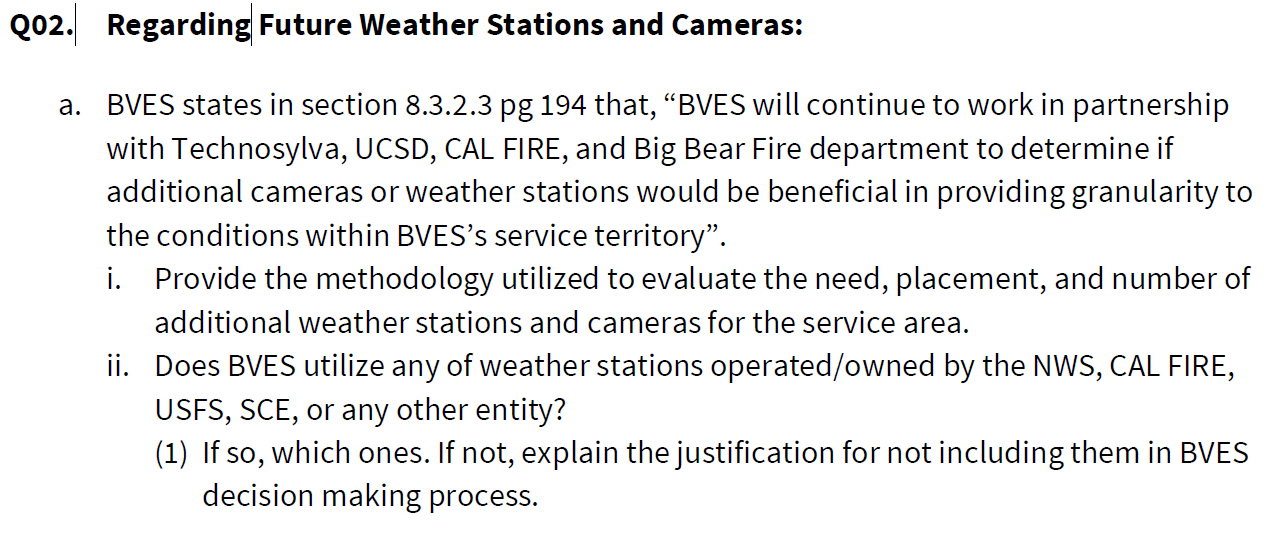 Q02. Regarding Future Weather Stations and Cameras:
a. BVES states in section 8.3.2.3 pg 194 that, “BVES will continue to work in partnership
with Technosylva, UCSD, CAL FIRE, and Big Bear Fire department to determine if
additional cameras or weather stations would be beneficial in providing granularity to
the conditions within BVES’s service territory”.
i. Provide the methodology utilized to evaluate the need, placement, and number of
additional weather stations and cameras for the service area.
ii. Does BVES utilize any of weather stations operated/owned by the NWS, CAL FIRE,
USFS, SCE, or any other entity?
(1) If so, which ones. If not, explain the justification for not including them in BVES
decision making process.